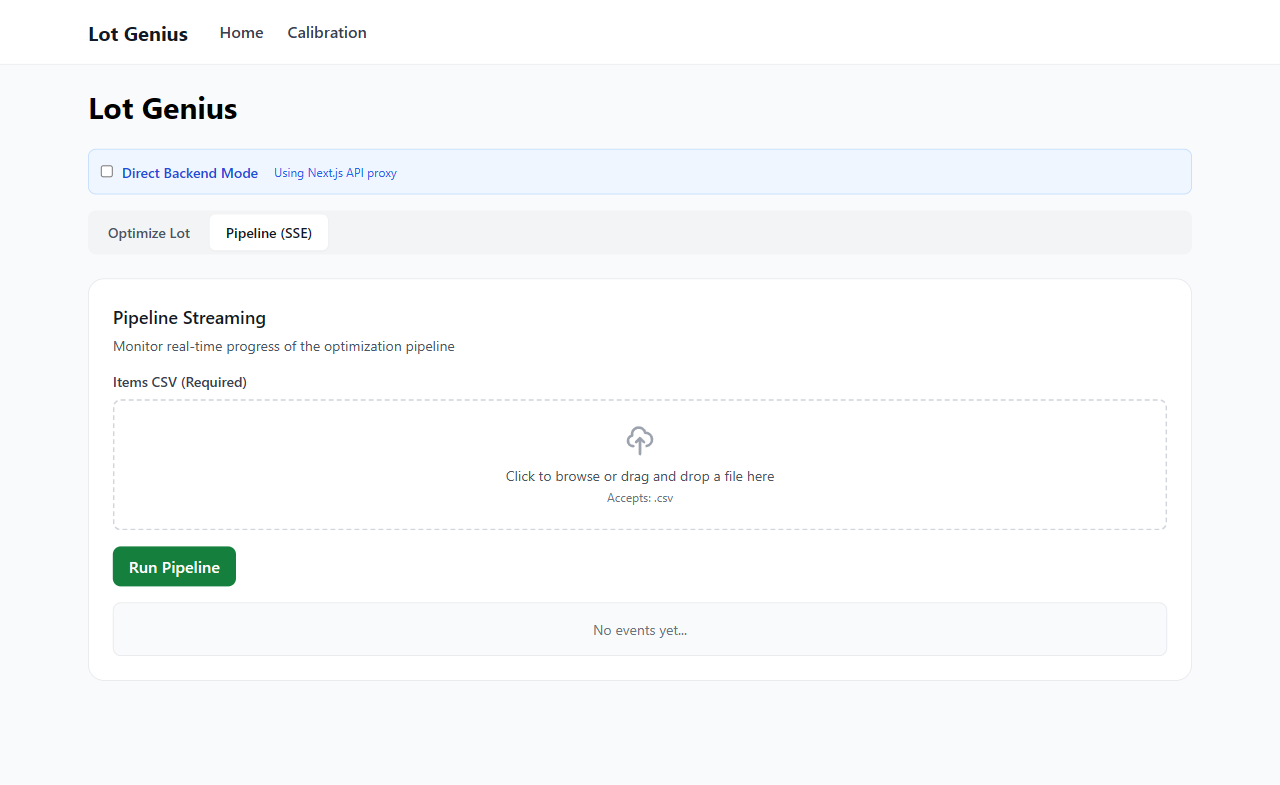 Lot Genius Home Calibration
Lot Genius
Direct Backend Mode Using Next.js API proxy
Optimize Lot Pipeline (SSE)
Pipeline Streaming
Monitor real-time progress of the optimization pipeline
Items CSV (Required)
Click to browse or drag and drop a file here
Accepts: .csv
Run Pipeline
No events yet...